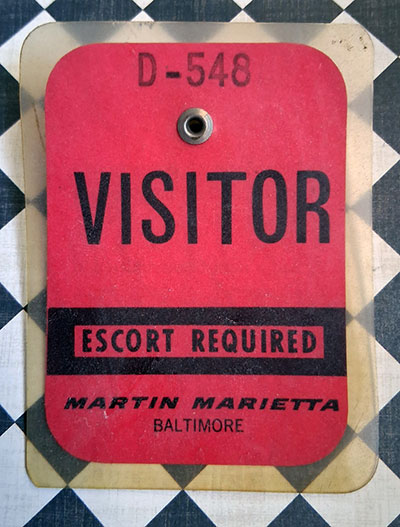 D-548
VISITOR
ESCORT REQUIRED
MARTIN MARIETTA
BALTIMORE